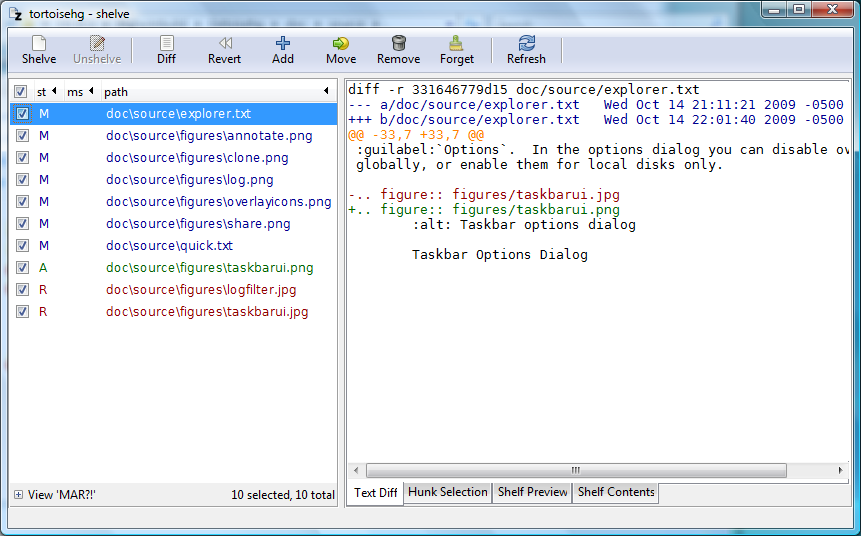 tortoisehg - shelve
Shelve Unshelve Diff Revert Add Move Remove Forget Refresh
st ms path
M doc\source\explorer.txt
M doc\source\figures\annotate.png
M doc\source\figures\clone.png
M doc\source\figures\log.png
M doc\source\figures\overlayicons.png
M doc\source\figures\share.png
M doc\source\quick.txt
A doc\source\figures\taskbarui.png
R doc\source\figures\logfilter.jpg
R doc\source\figures\taskbarui.jpg
View 'MAR?!' 10 selected, 10 total
diff -r 331646779d15 doc/source/explorer.txt
--- a/doc/source/explorer.txt Wed Oct 14 21:11:21 2009 -0500
+++ b/doc/source/explorer.txt Wed Oct 14 22:01:40 2009 -0500
@@ -33,7 +33,7 @@
:guilabel:`Options`. In the options dialog you can disable ov
globally, or enable them for local disks only.
-.. figure:: figures/taskbarui.jpg
+.. figure:: figures/taskbarui.png
:alt: Taskbar options dialog
Taskbar Options Dialog
Text Diff Hunk Selection Shelf Preview Shelf Contents